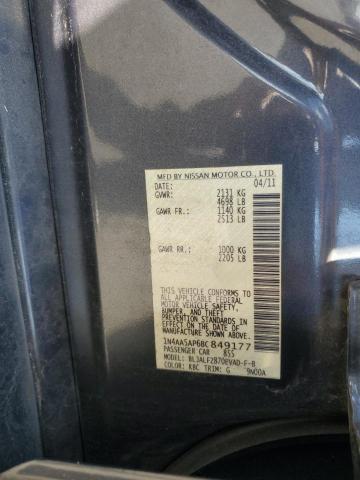 MFD BY NISSAN MOTOR CO., LTD.
DATE: 04/11
GVWR: 2131 KG
4698 LB
GAWR FR.: 1140 KG
2513 LB
GAWR RR.: 1000 KG
2205 LB
THIS VEHICLE CONFORMS TO ALL
APPLICABLE FEDERAL MOTOR VEHICLE SAFETY,
BUMPER, AND THEFT
PREVENTION STANDARDS
IN EFFECT ON THE DATE OF
MANUFACTURE SHOWN ABOVE.
1N4AA5AP6BC849177
PASSENGER CAR 855
MODEL: BL3ALF2B70EVAD-F-B
COLOR: KBC TRIM: G 9N00A